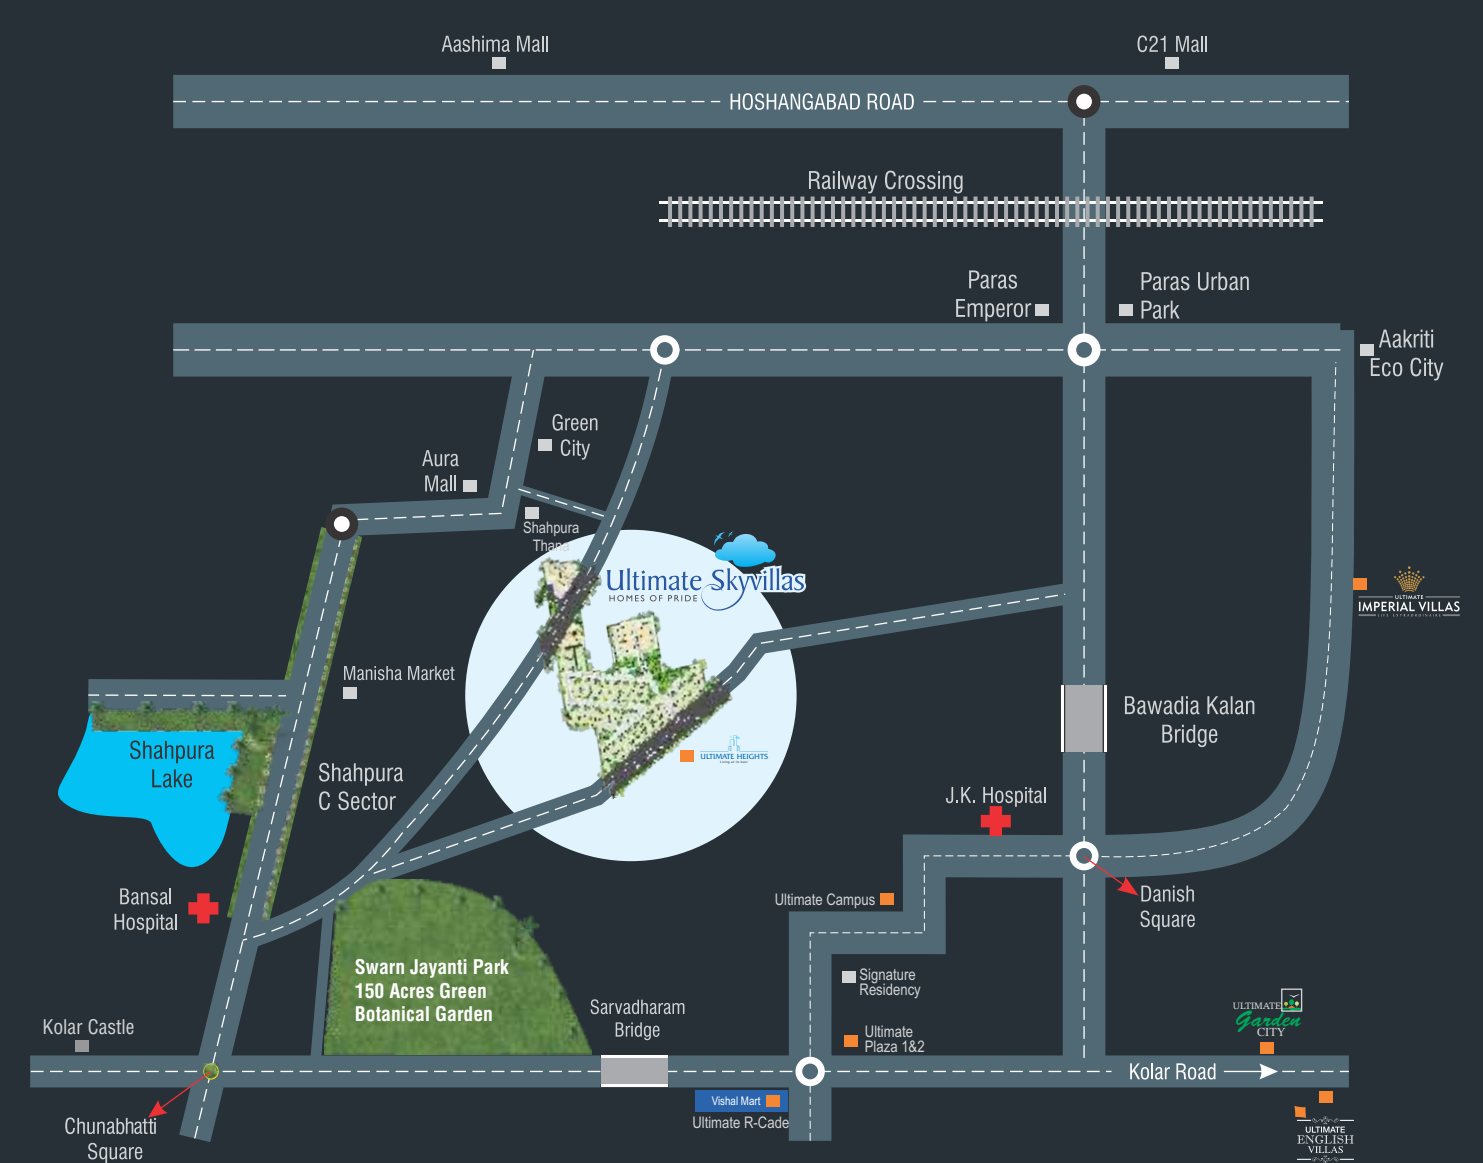 Aashima Mall
C21 Mall
HOSHANGABAD ROAD
Railway Crossing
Paras
Emperor
Paras Urban
Park
Aakriti
Eco City
Green
City
Aura
Mall
Shahpura
Thana
Ultimate Skyvillas
HOMES OF PRIDE
ULTIMATE
IMPERIAL VILLAS
LIFE EXTRAORDINAIRE
Manisha Market
Bawadia Kalan
Bridge
Shahpura
Lake
Shahpura
C Sector
ULTIMATE HEIGHTS
J.K. Hospital
Bansal
Hospital
Ultimate Campus
Danish
Square
Swarn Jayanti Park
150 Acres Green
Botanical Garden
Signature
Residency
Sarvadharam
Bridge
Kolar Castle
Ultimate
Plaza 1&2
ULTIMATE
Garden
CITY
Kolar Road
Vishal Mart
Ultimate R-Cade
Chunabhatti
Square
ULTIMATE
ENGLISH
VILLAS